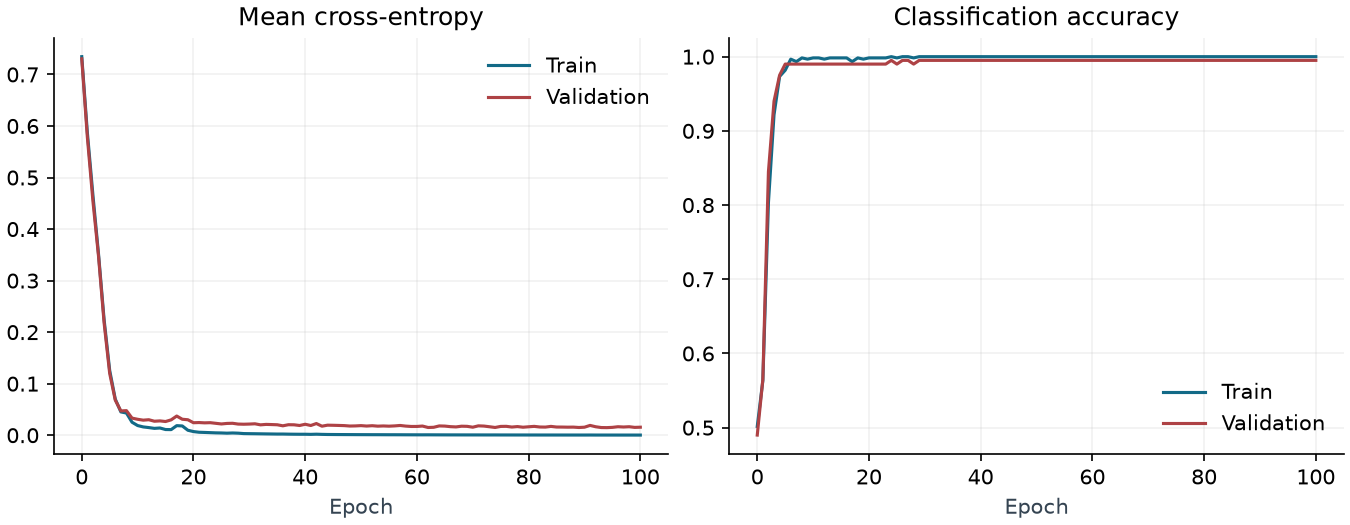 Mean cross-entropy
0.7
0.6
0.5
0.4
0.3
0.2
0.1
0.0
0 20 40 60 80 100
Epoch
Train
Validation
Classification accuracy
1.0
0.9
0.8
0.7
0.6
0.5
0 20 40 60 80 100
Epoch
Train
Validation